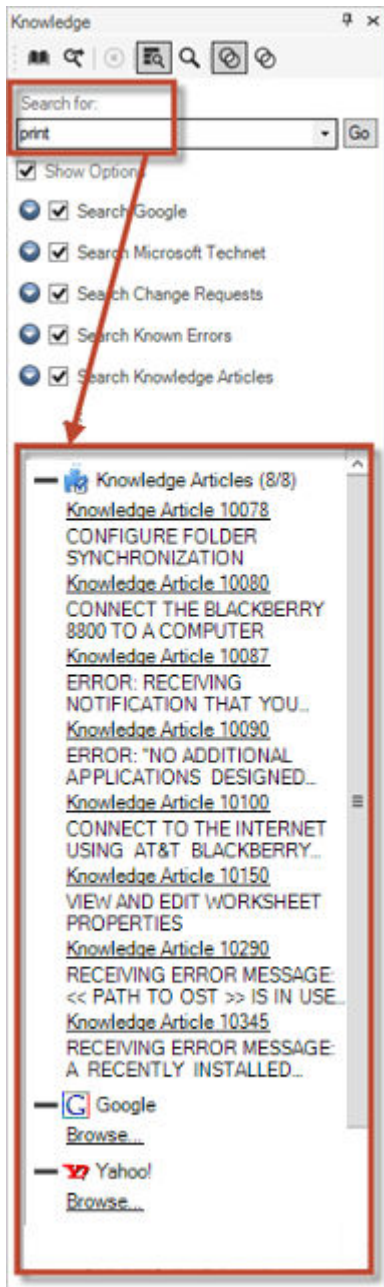 Knowledge
Search for:
print
Go
Show Options
Search Google
Search Microsoft Technet
Search Change Requests
Search Known Errors
Search Knowledge Articles
Knowledge Articles (8/8)
Knowledge Article 10078
CONFIGURE FOLDER
SYNCHRONIZATION
Knowledge Article 10080
CONNECT THE BLACKBERRY
8800 TO A COMPUTER
Knowledge Article 10087
ERROR: RECEIVING
NOTIFICATION THAT YOU...
Knowledge Article 10090
ERROR: "NO ADDITIONAL
APPLICATIONS DESIGNED...
Knowledge Article 10100
CONNECT TO THE INTERNET
USING AT&T BLACKBERRY...
Knowledge Article 10150
VIEW AND EDIT WORKSHEET
PROPERTIES
Knowledge Article 10290
RECEIVING ERROR MESSAGE:
<< PATH TO OST >> IS IN USE...
Knowledge Article 10345
RECEIVING ERROR MESSAGE:
A RECENTLY INSTALLED...
G Google
Browse...
Y? Yahoo!
Browse...